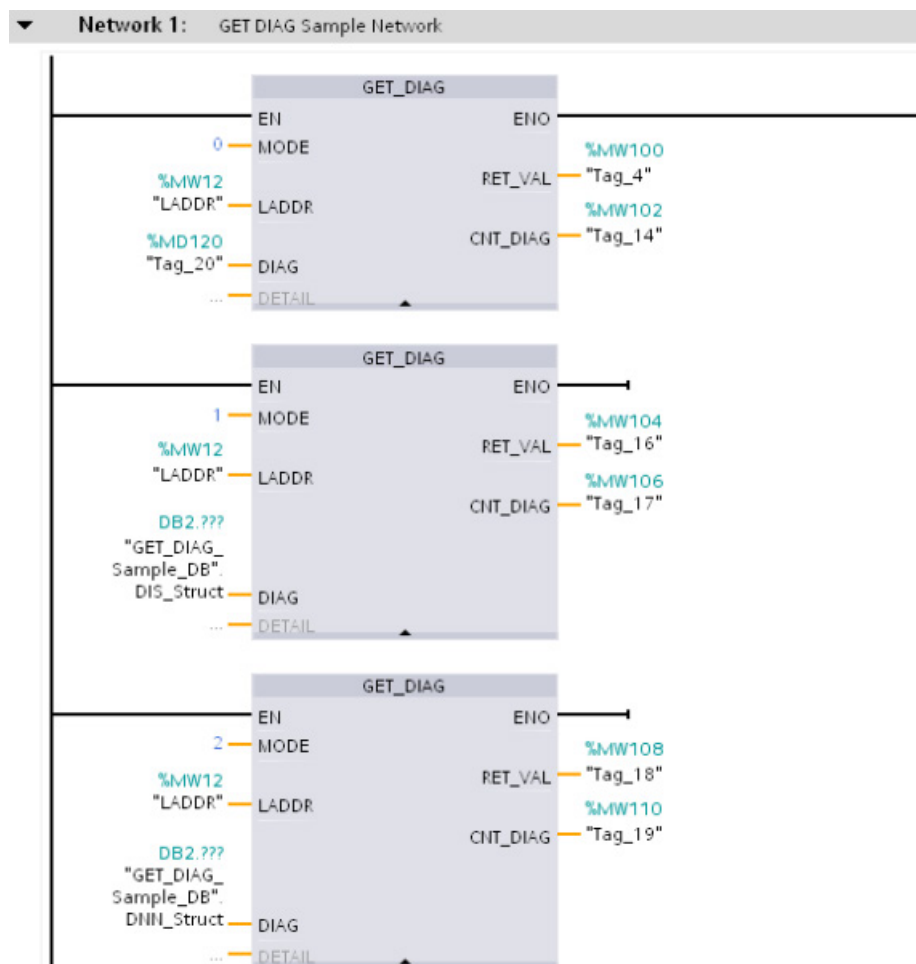 Network 1: GET DIAG Sample Network
GET_DIAG
EN ENO
0 MODE
%MW100
RET_VAL "Tag_4"
%MW12
"LADDR" LADDR
%MW102
CNT_DIAG "Tag_14"
%MD120
"Tag_20" DIAG
... DETAIL
GET_DIAG
EN ENO
1 MODE
%MW104
RET_VAL "Tag_16"
%MW12
"LADDR" LADDR
%MW106
CNT_DIAG "Tag_17"
DB2.???
"GET_DIAG_
Sample_DB".
DIS_Struct DIAG
... DETAIL
GET_DIAG
EN ENO
2 MODE
%MW108
RET_VAL "Tag_18"
%MW12
"LADDR" LADDR
%MW110
CNT_DIAG "Tag_19"
DB2.???
"GET_DIAG_
Sample_DB".
DNN_Struct DIAG
... DETAIL